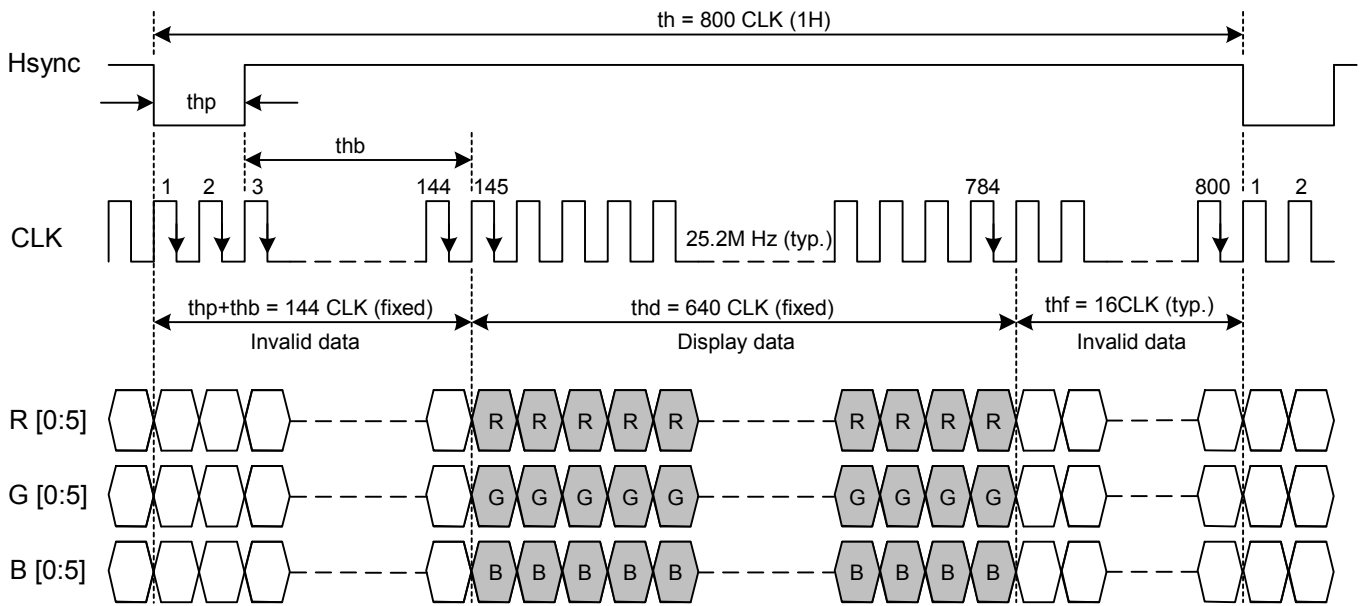 th = 800 CLK (1H)
Hsync
thp
thb
1 2 3 144 145 784 800 1 2
CLK
25.2M Hz (typ.)
thp+thb = 144 CLK (fixed) thd = 640 CLK (fixed) thf = 16CLK (typ.)
Invalid data Display data Invalid data
R [0:5] R R R R R R R R R
G [0:5] G G G G G G G G G
B [0:5] B B B B B B B B B